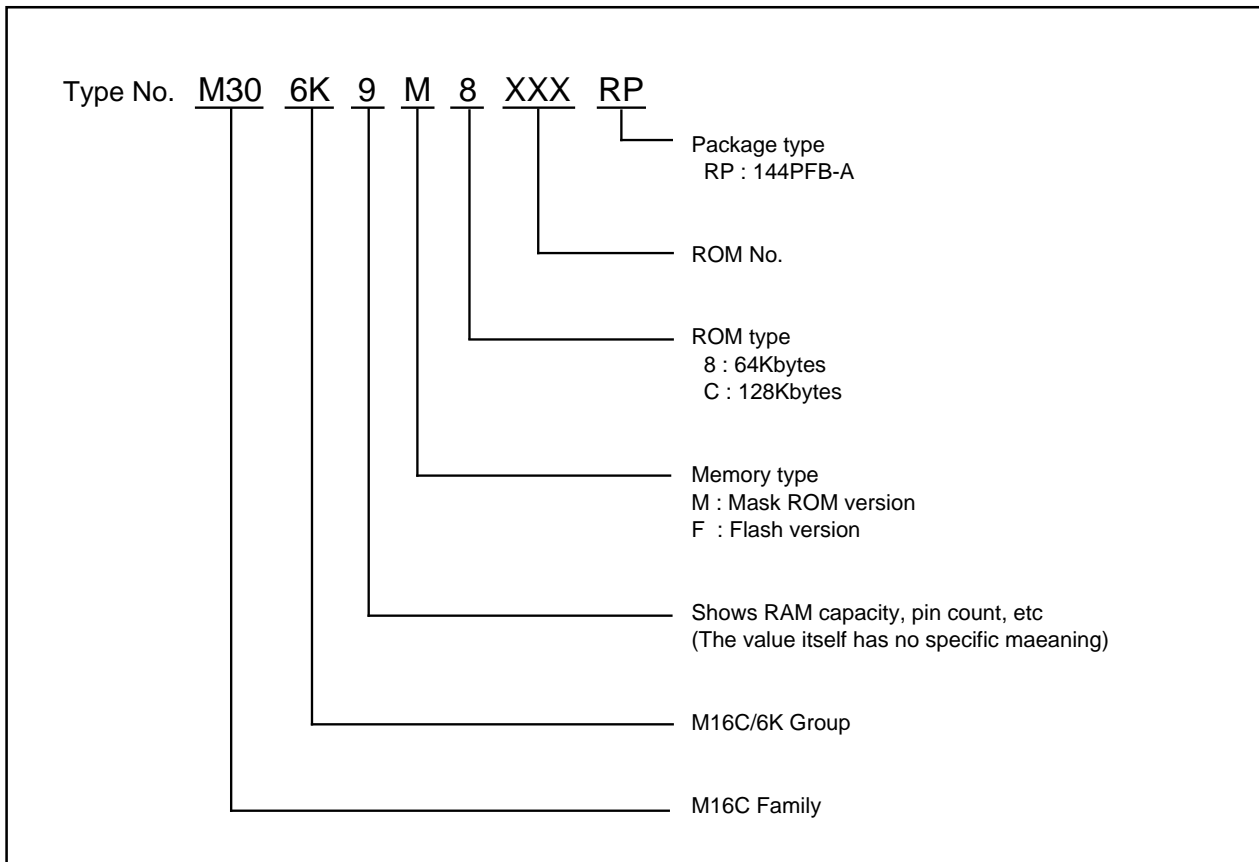 Type No. M30 6K 9 M 8 XXX RP
Package type
RP : 144PFB-A
ROM No.
ROM type
8 : 64Kbytes
C : 128Kbytes
Memory type
M : Mask ROM version
F : Flash version
Shows RAM capacity, pin count, etc
(The value itself has no specific maeaning)
M16C/6K Group
M16C Family